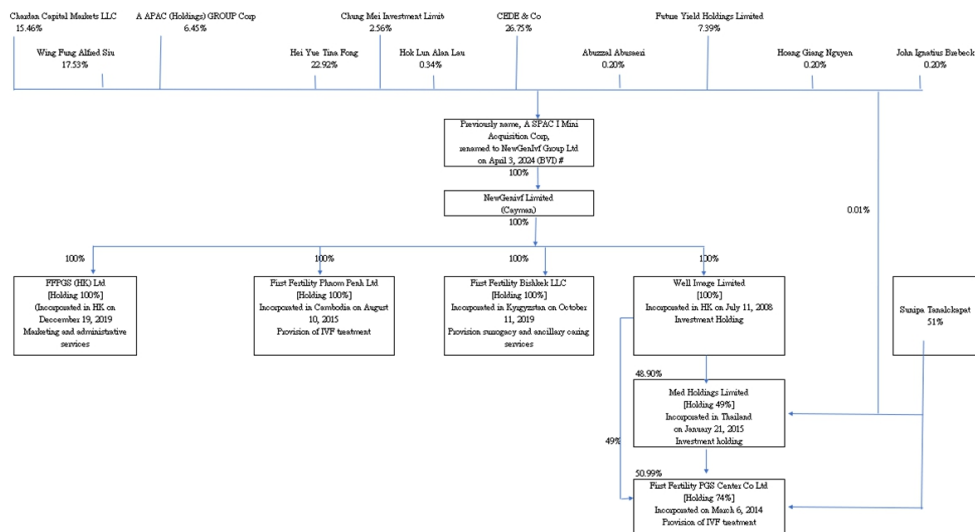 Chardan Capital Markets LLC
15.46%
A APAC (Holdings) GROUP Corp
6.45%
Chung Mei Investment Limit
2.56%
CEDE & Co
26.75%
Future Yield Holdings Limited
7.39%
Wing Fung Alfred Siu
17.53%
Hei Yue Tina Fong
22.92%
Hok Lun Alan Lau
0.34%
Abuzzal Abusaeri
0.20%
Hoang Giang Nguyen
0.20%
John Ignatius Brebeck
0.20%
Previously name, A SPAC I Mini
Acquisition Corp,
renamed to NewGenIvf Group Ltd
on April 3, 2024 (BVI) #
100%
NewGenivf Limited
(Cayman)
100%
0.01%
100%
100%
100%
100%
FFPGS (HK) Ltd
[Holding 100%]
(Incorporated in HK on
Deccember 19, 2019
Marketing and administrative
services
First Fertility Phnom Penh Ltd
[Holding 100%]
Incorporated in Cambodia on August
10, 2015
Provision of IVF treatment
First Fertility Bishkek LLC
[Holding 100%]
Incorporated in Kyrgyzstan on October
11, 2019
Provision surrogacy and ancillary caring
services
Well Image Limited
[100%]
Incorporated in HK on July 11, 2008
Investment Holding
Sunipa Tanalckapat
51%
48.90%
Med Holdings Limited
[Holding 49%]
Incorporated in Thailand
on January 21, 2015
Investment holding
49%
50.99%
First Fertility PGS Center Co Ltd
[Holding 74%]
Incorporated on March 6, 2014
Provision of IVF treatment